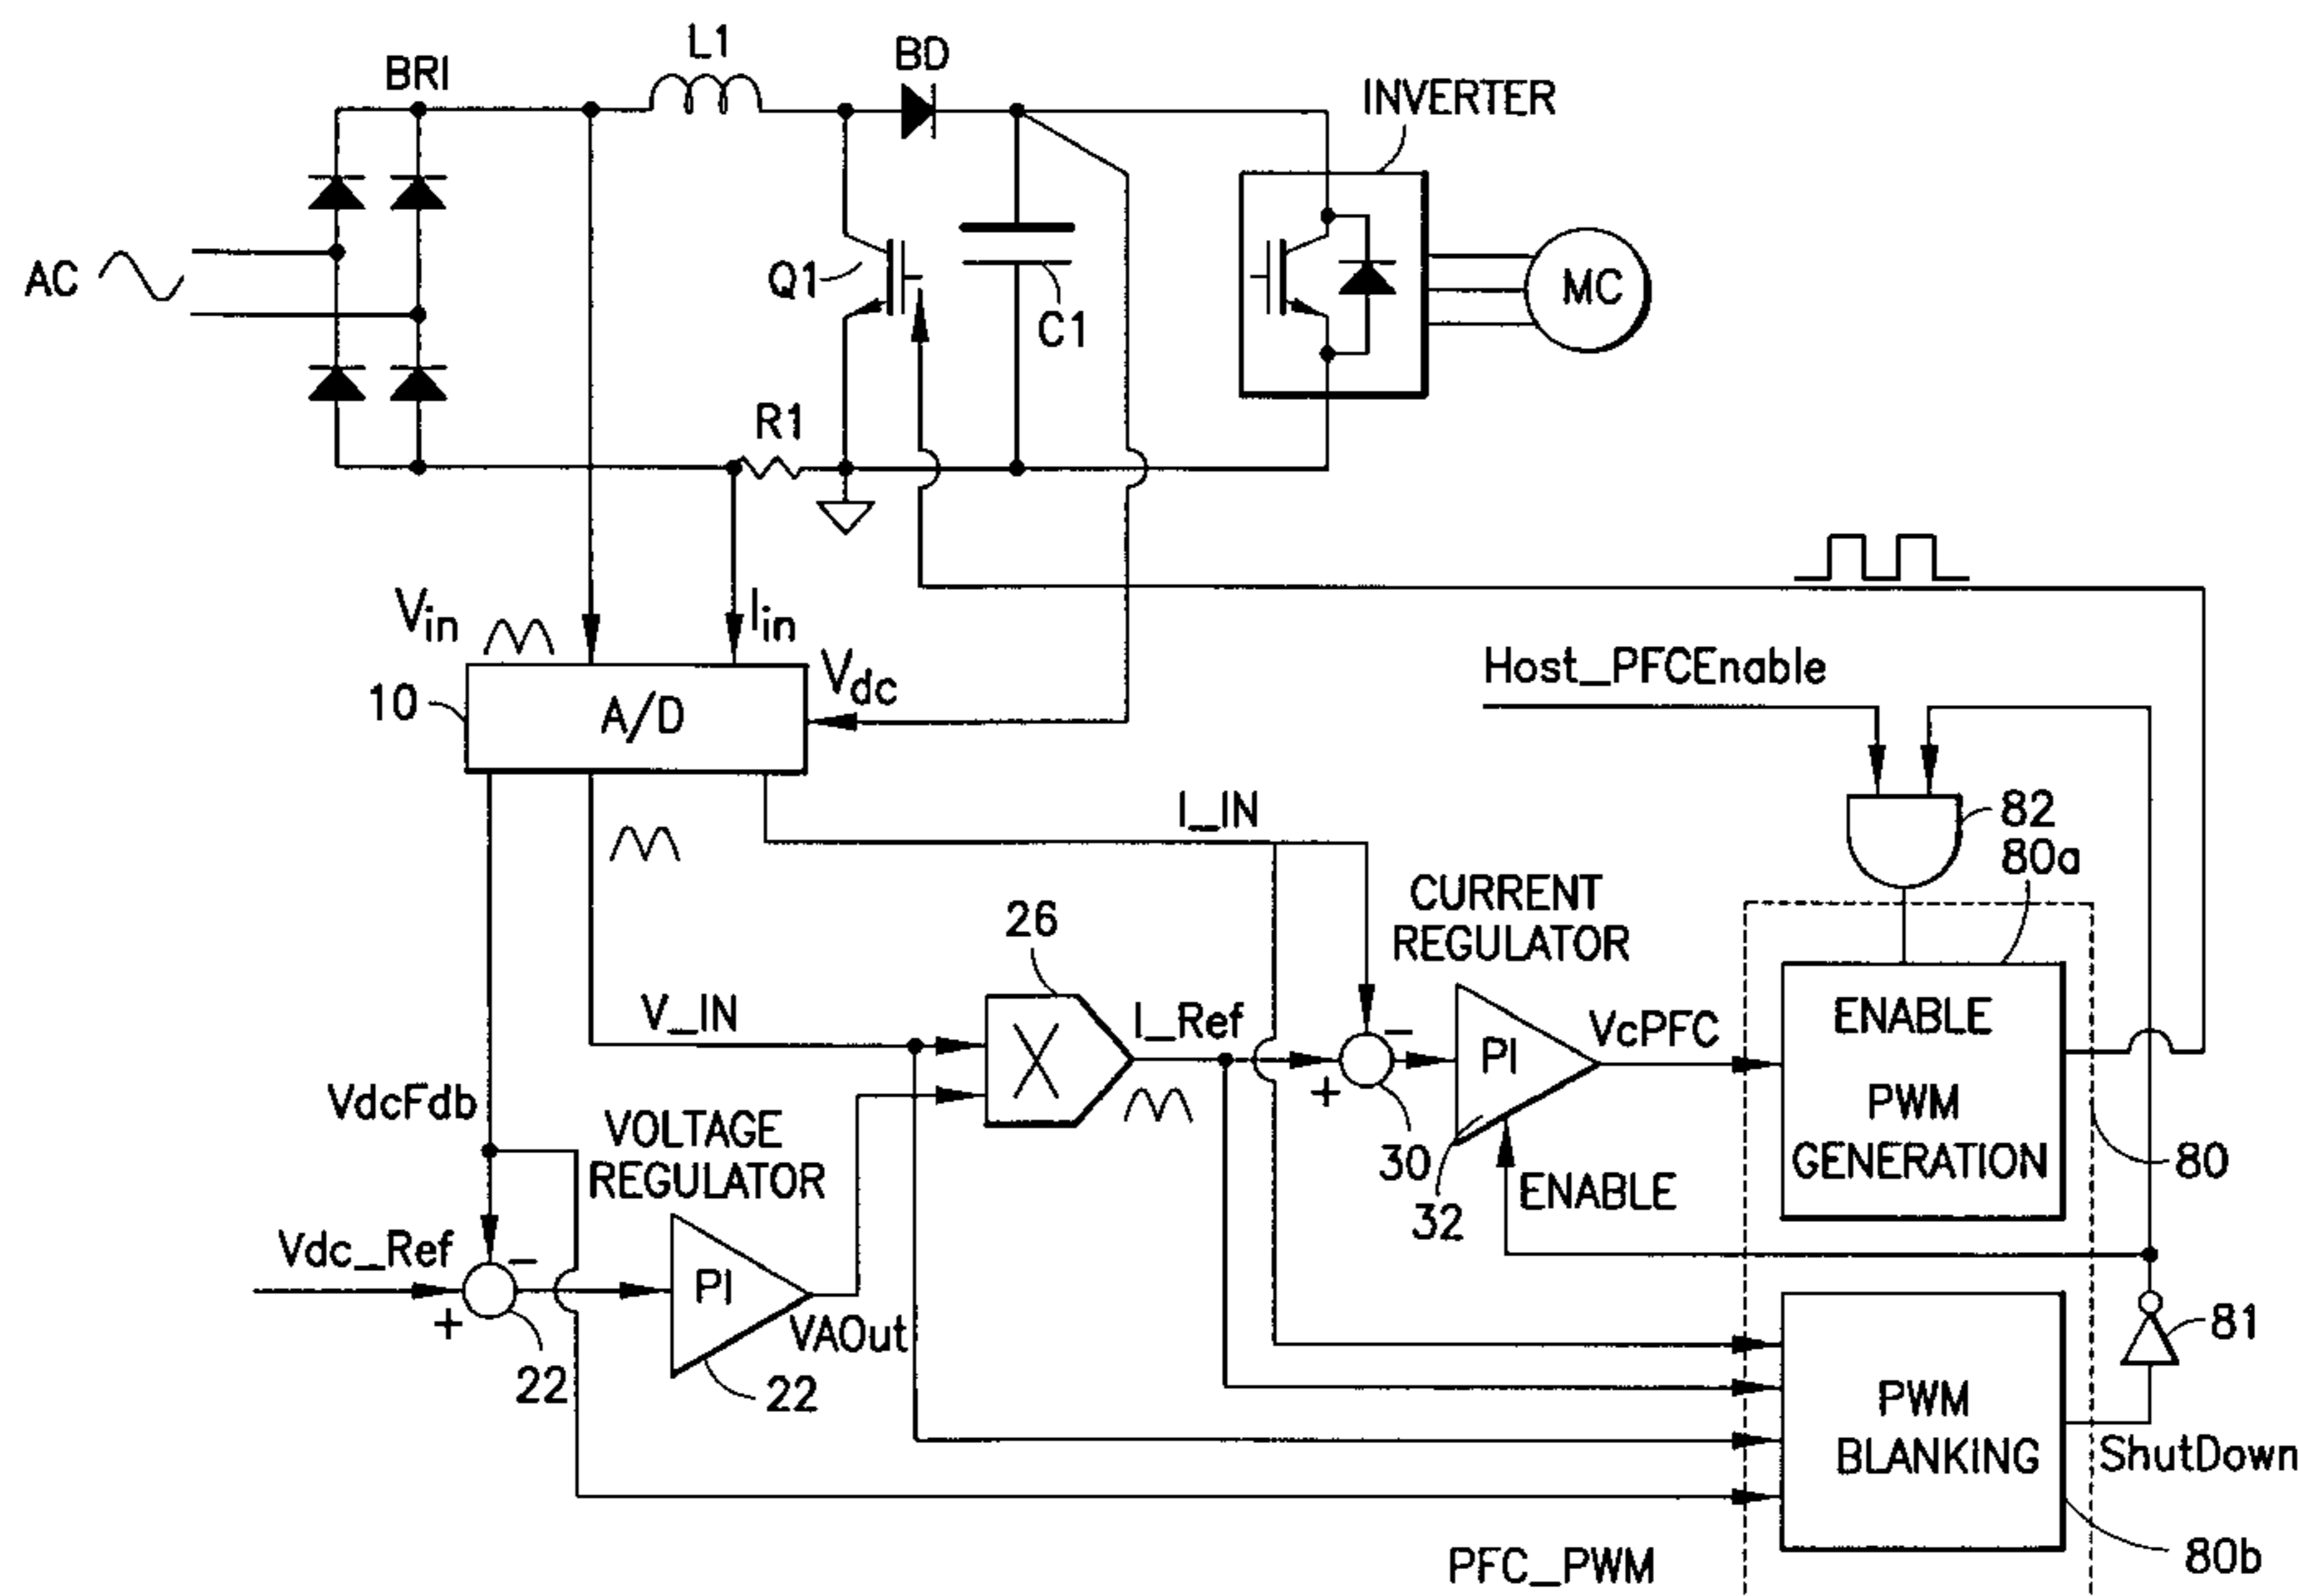 L1
BD
BRI
INVERTER
AC
Q1
C1
MC
R1
Vin
Iin
Vdc
10
A/D
Host_PFCEnable
I_IN
82
80a
CURRENT
REGULATOR
26
V_IN
I_Ref
-
+
PI
VcPFC
ENABLE
PWM
GENERATION
X
VdcFdb
VOLTAGE
REGULATOR
30
32
ENABLE
80
Vdc_Ref
-
+
PI
VAOut
22
22
81
PWM
BLANKING
ShutDown
80b
PFC_PWM